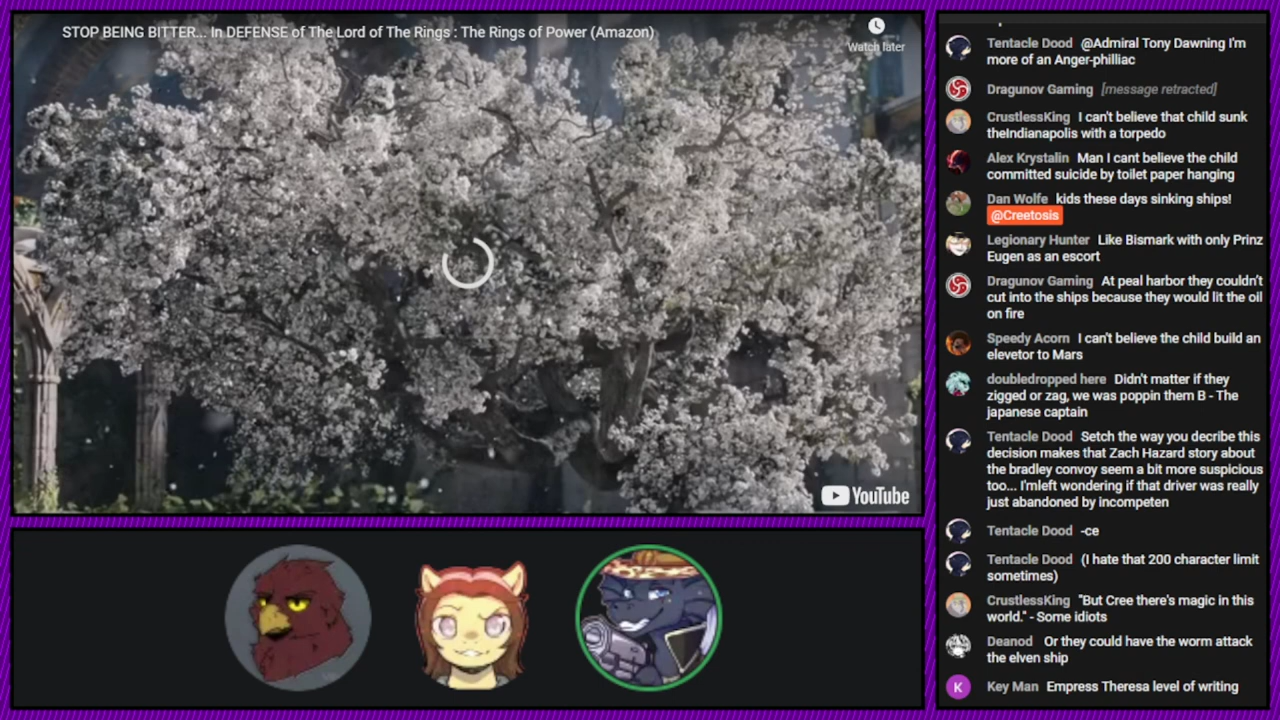 STOP BEING BITTER... In DEFENSE of The Lord of The Rings : The Rings of Power (Amazon)
Watch later
YouTube
Tentacle Dood @Admiral Tony Dawning I'm
more of an Anger-philliac
Dragunov Gaming [message retracted]
CrustlessKing I can't believe that child sunk
theIndianapolis with a torpedo
Alex Krystalin Man I cant believe the child
committed suicide by toilet paper hanging
Dan Wolfe kids these days sinking ships!
@Creetosis
Legionary Hunter Like Bismark with only Prinz
Eugen as an escort
Dragunov Gaming At peal harbor they couldn't
cut into the ships because they would lit the oil
on fire
Speedy Acorn I can't believe the child build an
elevetor to Mars
doubledropped here Didn't matter if they
zigged or zag, we was poppin them B - The
japanese captain
Tentacle Dood Setch the way you decribe this
decision makes that Zach Hazard story about
the bradley convoy seem a bit more suspicious
too... I'mleft wondering if that driver was really
just abandoned by incompeten
Tentacle Dood -ce
Tentacle Dood (I hate that 200 character limit
sometimes)
CrustlessKing "But Cree there's magic in this
world." - Some idiots
Deanod Or they could have the worm attack
the elven ship
K
Key Man Empress Theresa level of writing